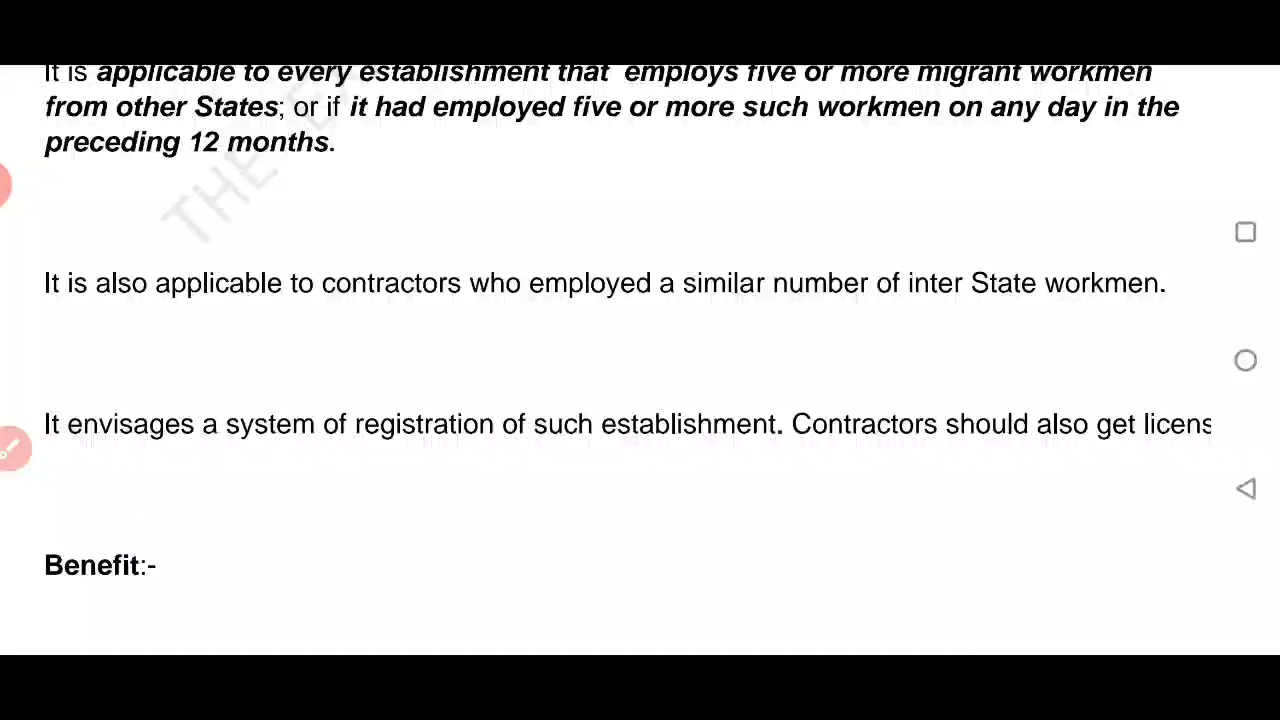 It is applicable to every establishment that employs five or more migrant workmen
from other States; or if it had employed five or more such workmen on any day in the
preceding 12 months.
THE
It is also applicable to contractors who employed a similar number of inter State workmen.
It envisages a system of registration of such establishment. Contractors should also get licens
Benefit:-